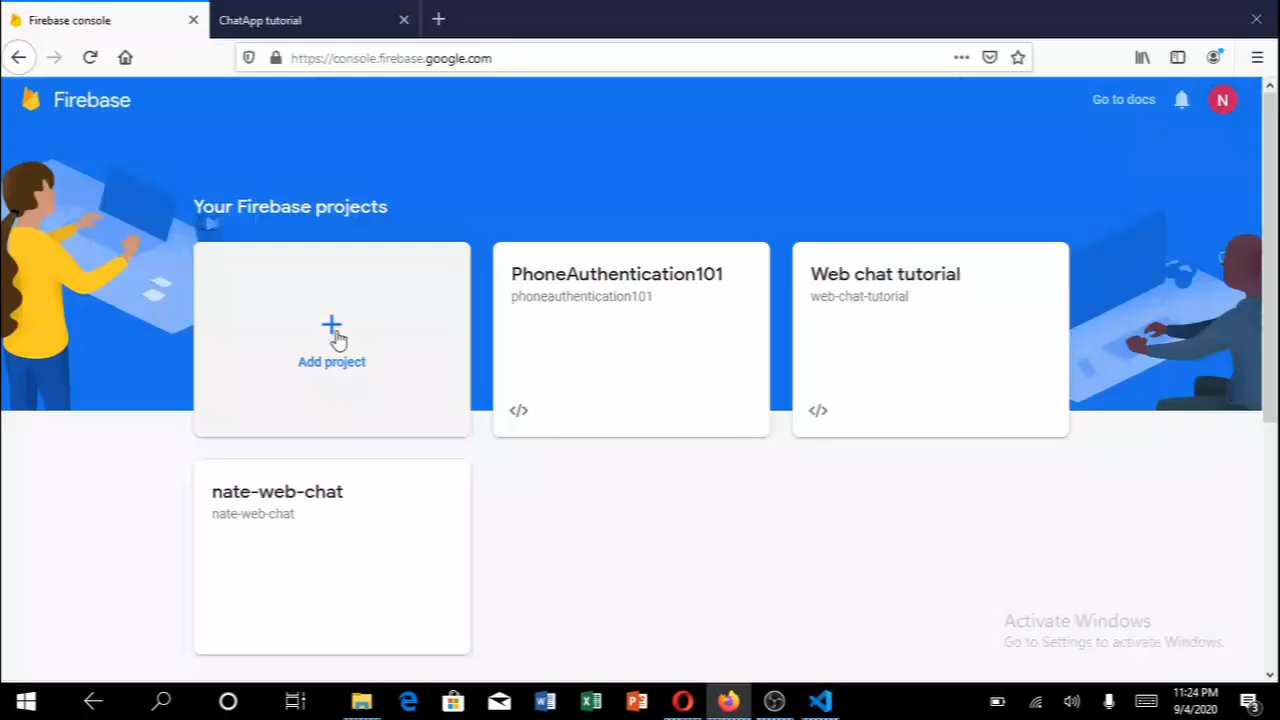 Firebase console
ChatApp tutorial
https://console.firebase.google.com
Firebase
Go to docs
N
Your Firebase projects
Add project
PhoneAuthentication101
phoneauthentication101
Web chat tutorial
web-chat-tutorial
nate-web-chat
nate-web-chat
Activate Windows
Go to Settings to activate Windows.
11:24 PM
9/4/2020
3